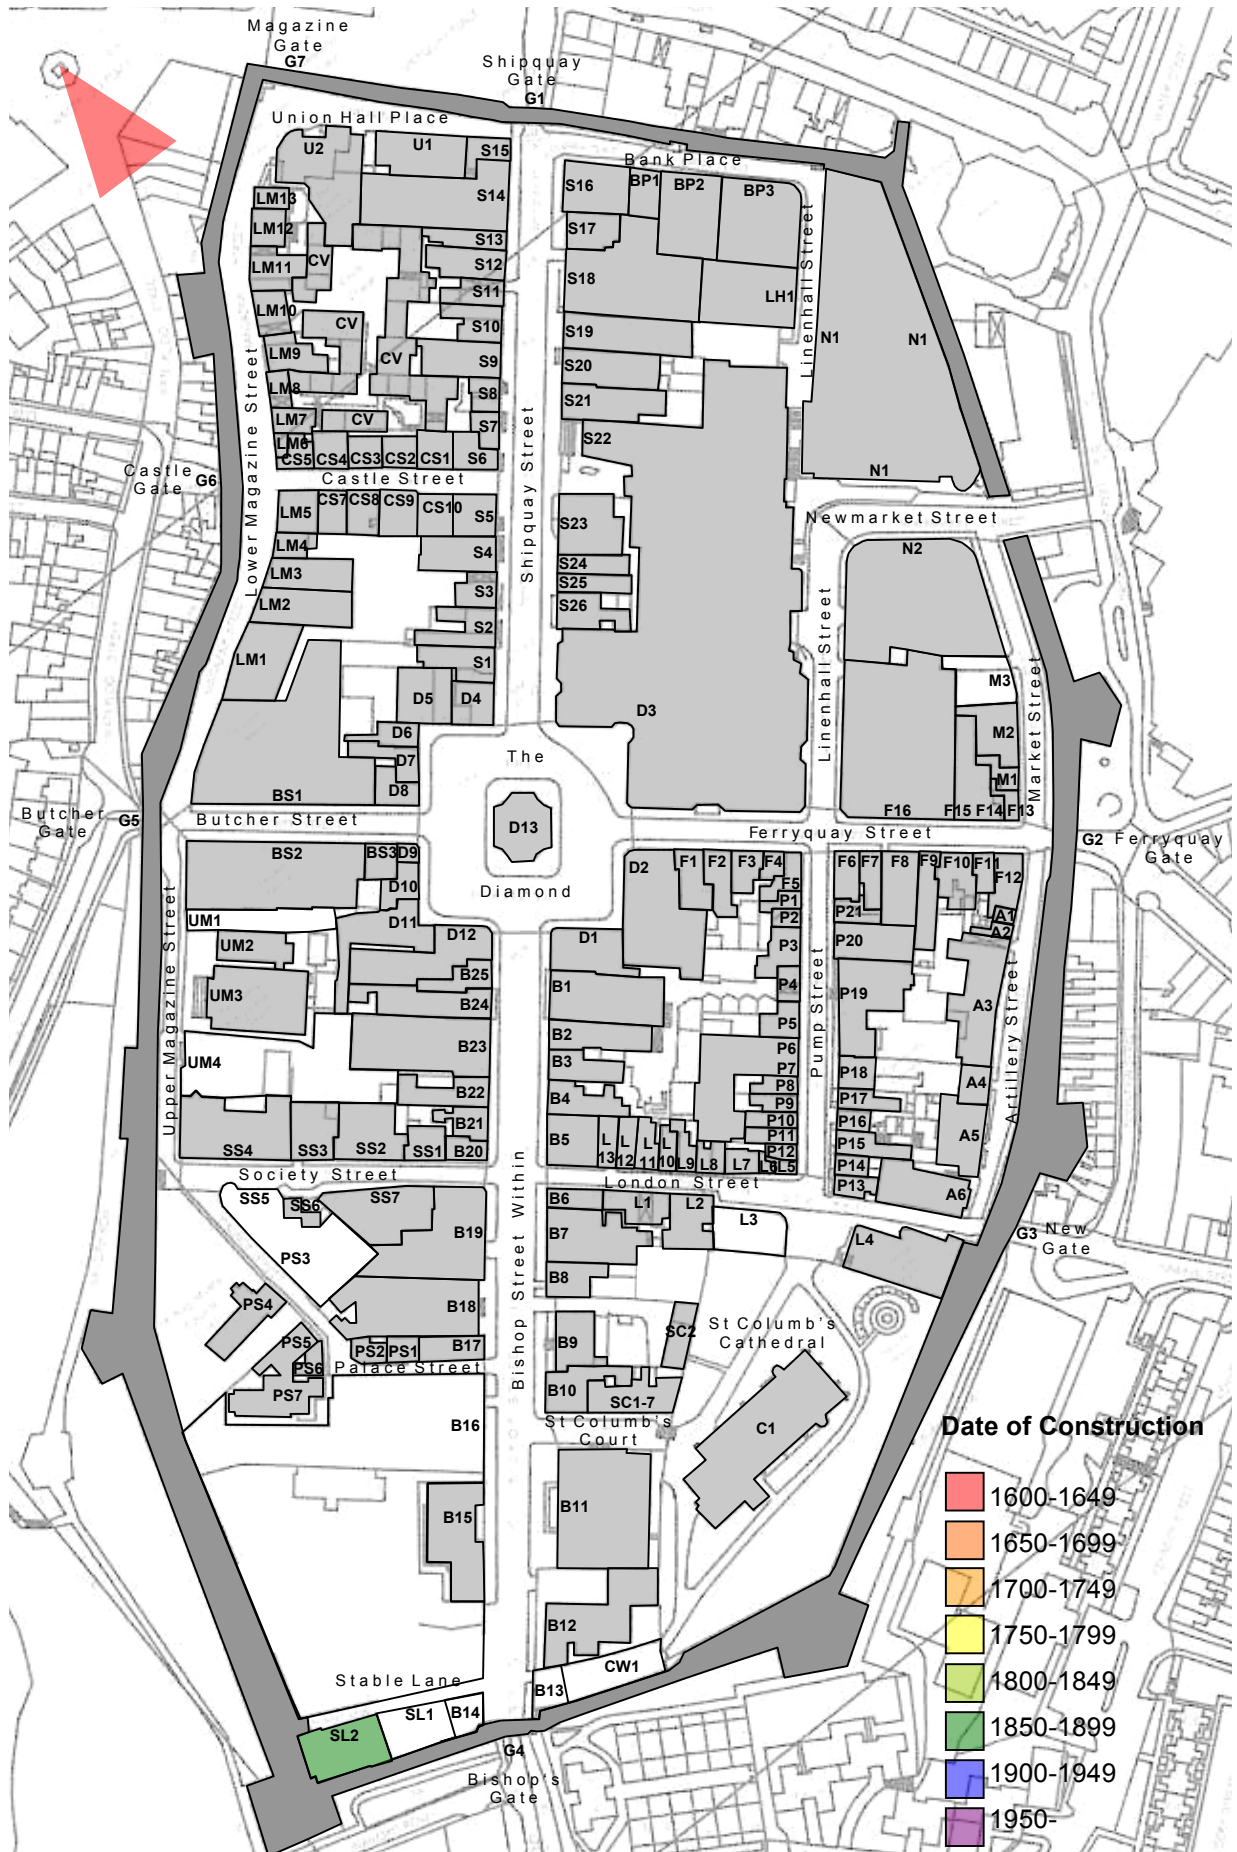 Magazine
Gate
G7
Shipquay
Gate
G1
Union Hall Place
U2
U1
S15
Bank Place
S16
BP1
BP2
BP3
S14
LM13
LM12
S17
S13
CV
S12
LM11
S18
S11
LH1
LM10
CV
S10
S19
N1
N1
Linenhall Street
LM9
CV
S9
S20
LM8
S8
S21
LM7
CV
S7
S22
LM6
CS5
CS4
CS3
CS2
CS1
S6
Castle
Gate
G6
Castle Street
N1
Lower Magazine Street
Shipquay Street
LM5
CS7
CS8
CS9
CS10
S5
S23
Newmarket Street
LM4
S4
N2
LM3
S24
S25
LM2
S3
S26
S2
LM1
S1
Linenhall Street
M3
Market Street
D5
D4
D3
D6
M2
The
D7
M1
D8
BS1
F16
F15
F14
F13
Butcher
Gate
G5
Butcher Street
D13
Ferryquay Street
G2
Ferryquay
Gate
BS2
BS3
D9
D2
F1
F2
F3
F4
F6
F7
F8
F9
F10
F11
F12
D10
Diamond
F5
P1
UM1
D11
P2
P21
A1
A2
UM2
D12
D1
P3
P20
Upper Magazine Street
Pump Street
B25
B1
P4
UM3
B24
P19
A3
P5
B2
B23
P6
UM4
B3
P7
P18
A4
Artillery Street
B22
P8
B4
P9
P17
B21
P10
P16
B5
L
13
L
12
L
11
L
10
L9
L8
L7
L6
L5
P11
P15
A5
SS4
SS3
SS2
SS1
B20
P12
P14
P13
Society Street
London Street
A6
SS5
SS6
SS7
B6
L1
L2
L3
B19
B7
L4
G3
New
Gate
PS3
B8
Bishop Street Within
PS4
B18
St Columb's
Cathedral
SC2
PS5
B9
PS2
PS1
B17
PS6
Palace Street
PS7
B10
SC1-7
B16
St Columb's
Court
C1
Date of Construction
1600-1649
B15
B11
1650-1699
1700-1749
B12
1750-1799
CW1
Stable Lane
1800-1849
B13
SL1
B14
SL2
1850-1899
G4
Bishop's
Gate
1900-1949
1950-